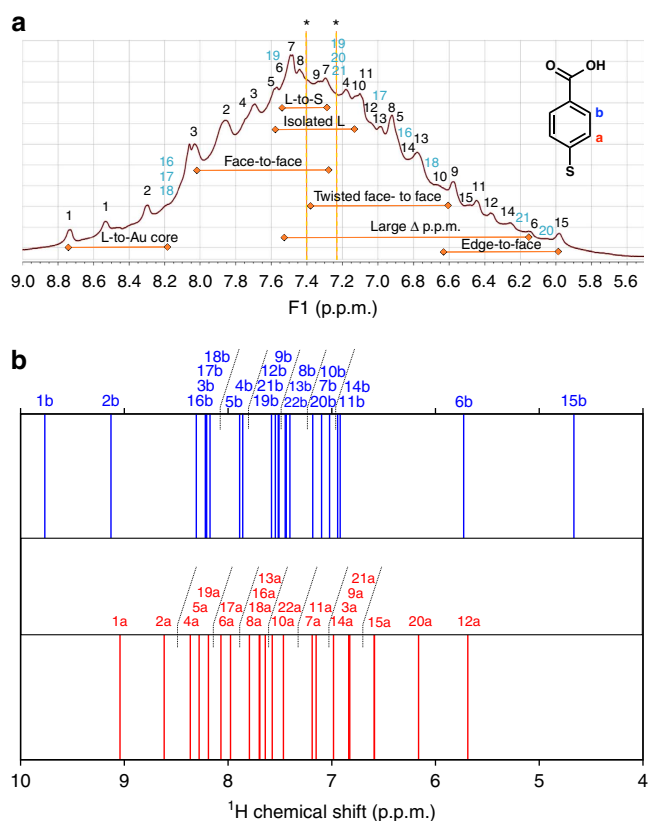 a
* *
7 19
19 8 20
6 9 7 21 4 10 11
5 17
3 4 12 13 8 5
2 16
3 14 13
16 18
17 10 9
18 2 15 11
1 12
1 14 21 6 20 15
L-to-S
Isolated L
Face-to-face
Twisted face- to face
Large Δ p.p.m.
L-to-Au core
Edge-to-face
O OH
b
a
S
9.0 8.8 8.6 8.4 8.2 8.0 7.8 7.6 7.4 7.2 7.0 6.8 6.6 6.4 6.2 6.0 5.8 5.6
F1 (p.p.m.)
b
18b 9b
17b 12b 8b 10b
3b 4b 21b 13b 7b 14b
1b 2b 16b 5b 19b 22b 20b 11b 6b 15b
13a 21a
19a 16a 9a
5a 17a 18a 22a 11a 3a
1a 2a 4a 6a 8a 10a 7a 14a 15a 20a 12a
10 9 8 7 6 5 4
1H chemical shift (p.p.m.)